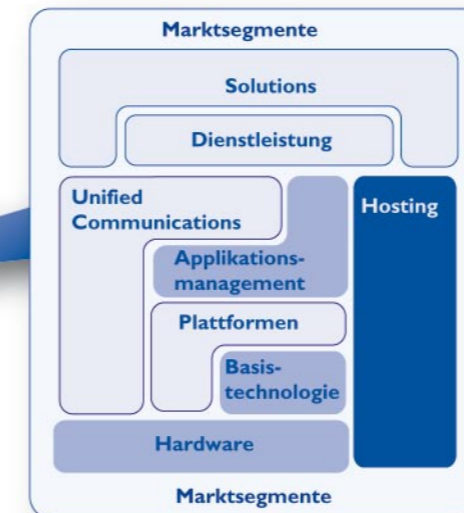 Marktsegmente
Solutions
Dienstleistung
Unified
Communications
Hosting
Applikations-
management
Plattformen
Basis-
technologie
Hardware
Marktsegmente